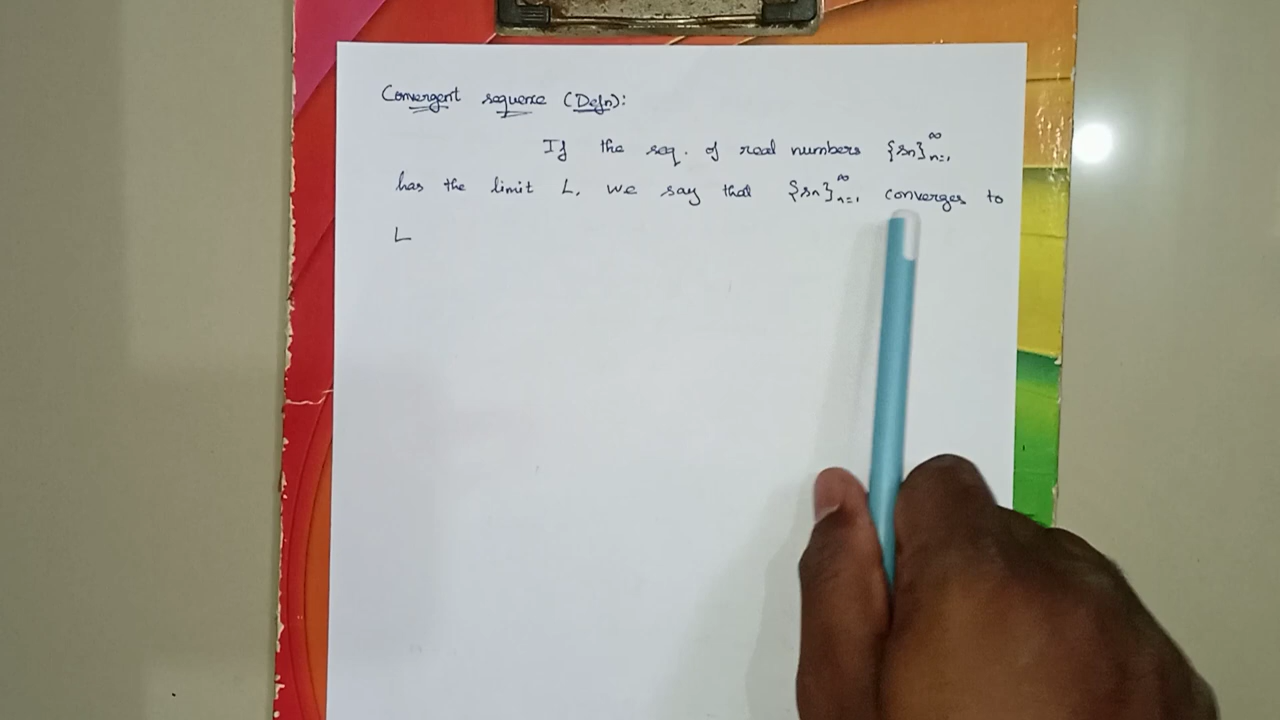 Convergent sequence (Defn):
If the seq. of real numbers {sn}∞n=1
has the limit L, we say that {sn}∞n=1 converges to
L